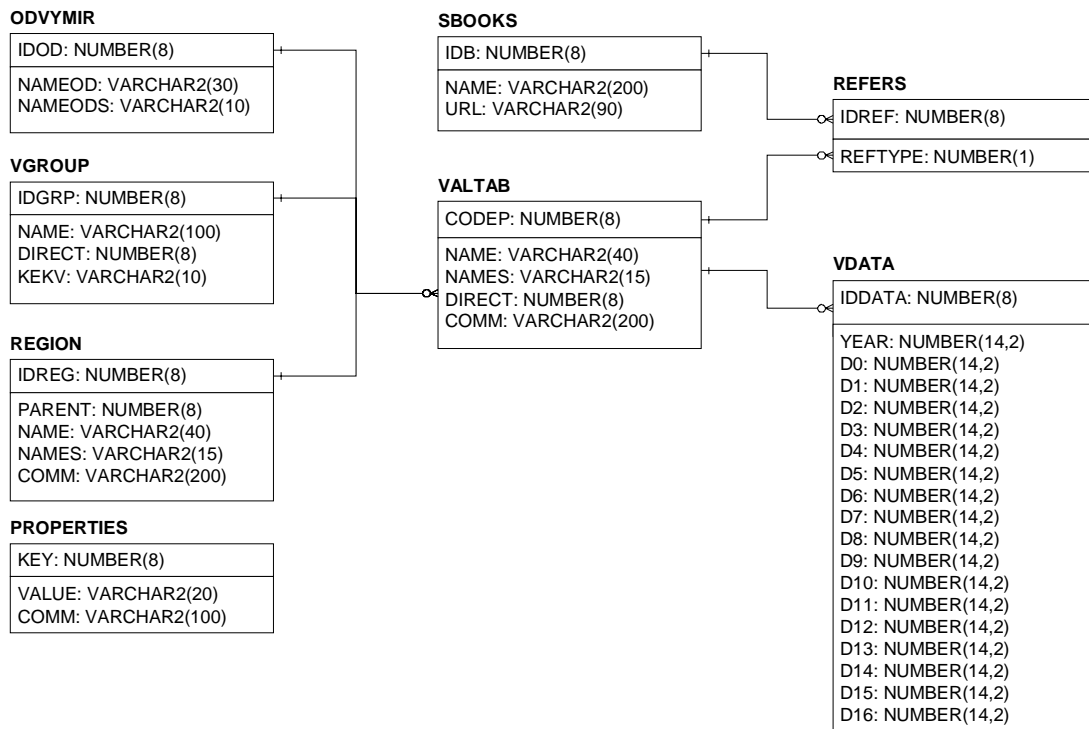 ODVYMIR
IDOD: NUMBER(8)
NAMEOD: VARCHAR2(30)
NAMEODS: VARCHAR2(10)
VGROUP
IDGRP: NUMBER(8)
NAME: VARCHAR2(100)
DIRECT: NUMBER(8)
KEKV: VARCHAR2(10)
REGION
IDREG: NUMBER(8)
PARENT: NUMBER(8)
NAME: VARCHAR2(40)
NAMES: VARCHAR2(15)
COMM: VARCHAR2(200)
PROPERTIES
KEY: NUMBER(8)
VALUE: VARCHAR2(20)
COMM: VARCHAR2(100)
SBOOKS
IDB: NUMBER(8)
NAME: VARCHAR2(200)
URL: VARCHAR2(90)
VALTAB
CODEP: NUMBER(8)
NAME: VARCHAR2(40)
NAMES: VARCHAR2(15)
DIRECT: NUMBER(8)
COMM: VARCHAR2(200)
REFERS
IDREF: NUMBER(8)
REFTYPE: NUMBER(1)
VDATA
IDDATA: NUMBER(8)
YEAR: NUMBER(14,2)
D0: NUMBER(14,2)
D1: NUMBER(14,2)
D2: NUMBER(14,2)
D3: NUMBER(14,2)
D4: NUMBER(14,2)
D5: NUMBER(14,2)
D6: NUMBER(14,2)
D7: NUMBER(14,2)
D8: NUMBER(14,2)
D9: NUMBER(14,2)
D10: NUMBER(14,2)
D11: NUMBER(14,2)
D12: NUMBER(14,2)
D13: NUMBER(14,2)
D14: NUMBER(14,2)
D15: NUMBER(14,2)
D16: NUMBER(14,2)